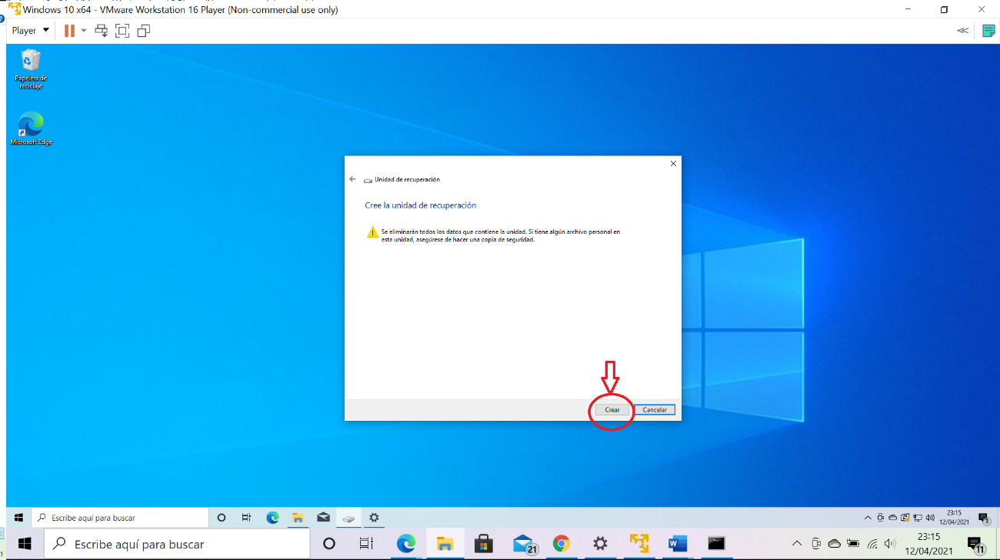 Windows 10 x64 - VMware Workstation 16 Player (Non-commercial use only)
Player
Papelera de
reciclaje
Microsoft Edge
Unidad de recuperación
Cree la unidad de recuperación
Se eliminarán todos los datos que contiene la unidad. Si tiene algún archivo personal en
esta unidad, asegúrese de hacer una copia de seguridad.
Crear
Cancelar
Escribe aquí para buscar
23:15
12/04/2021
3
Escribe aquí para buscar
21
23:15
12/04/2021
11